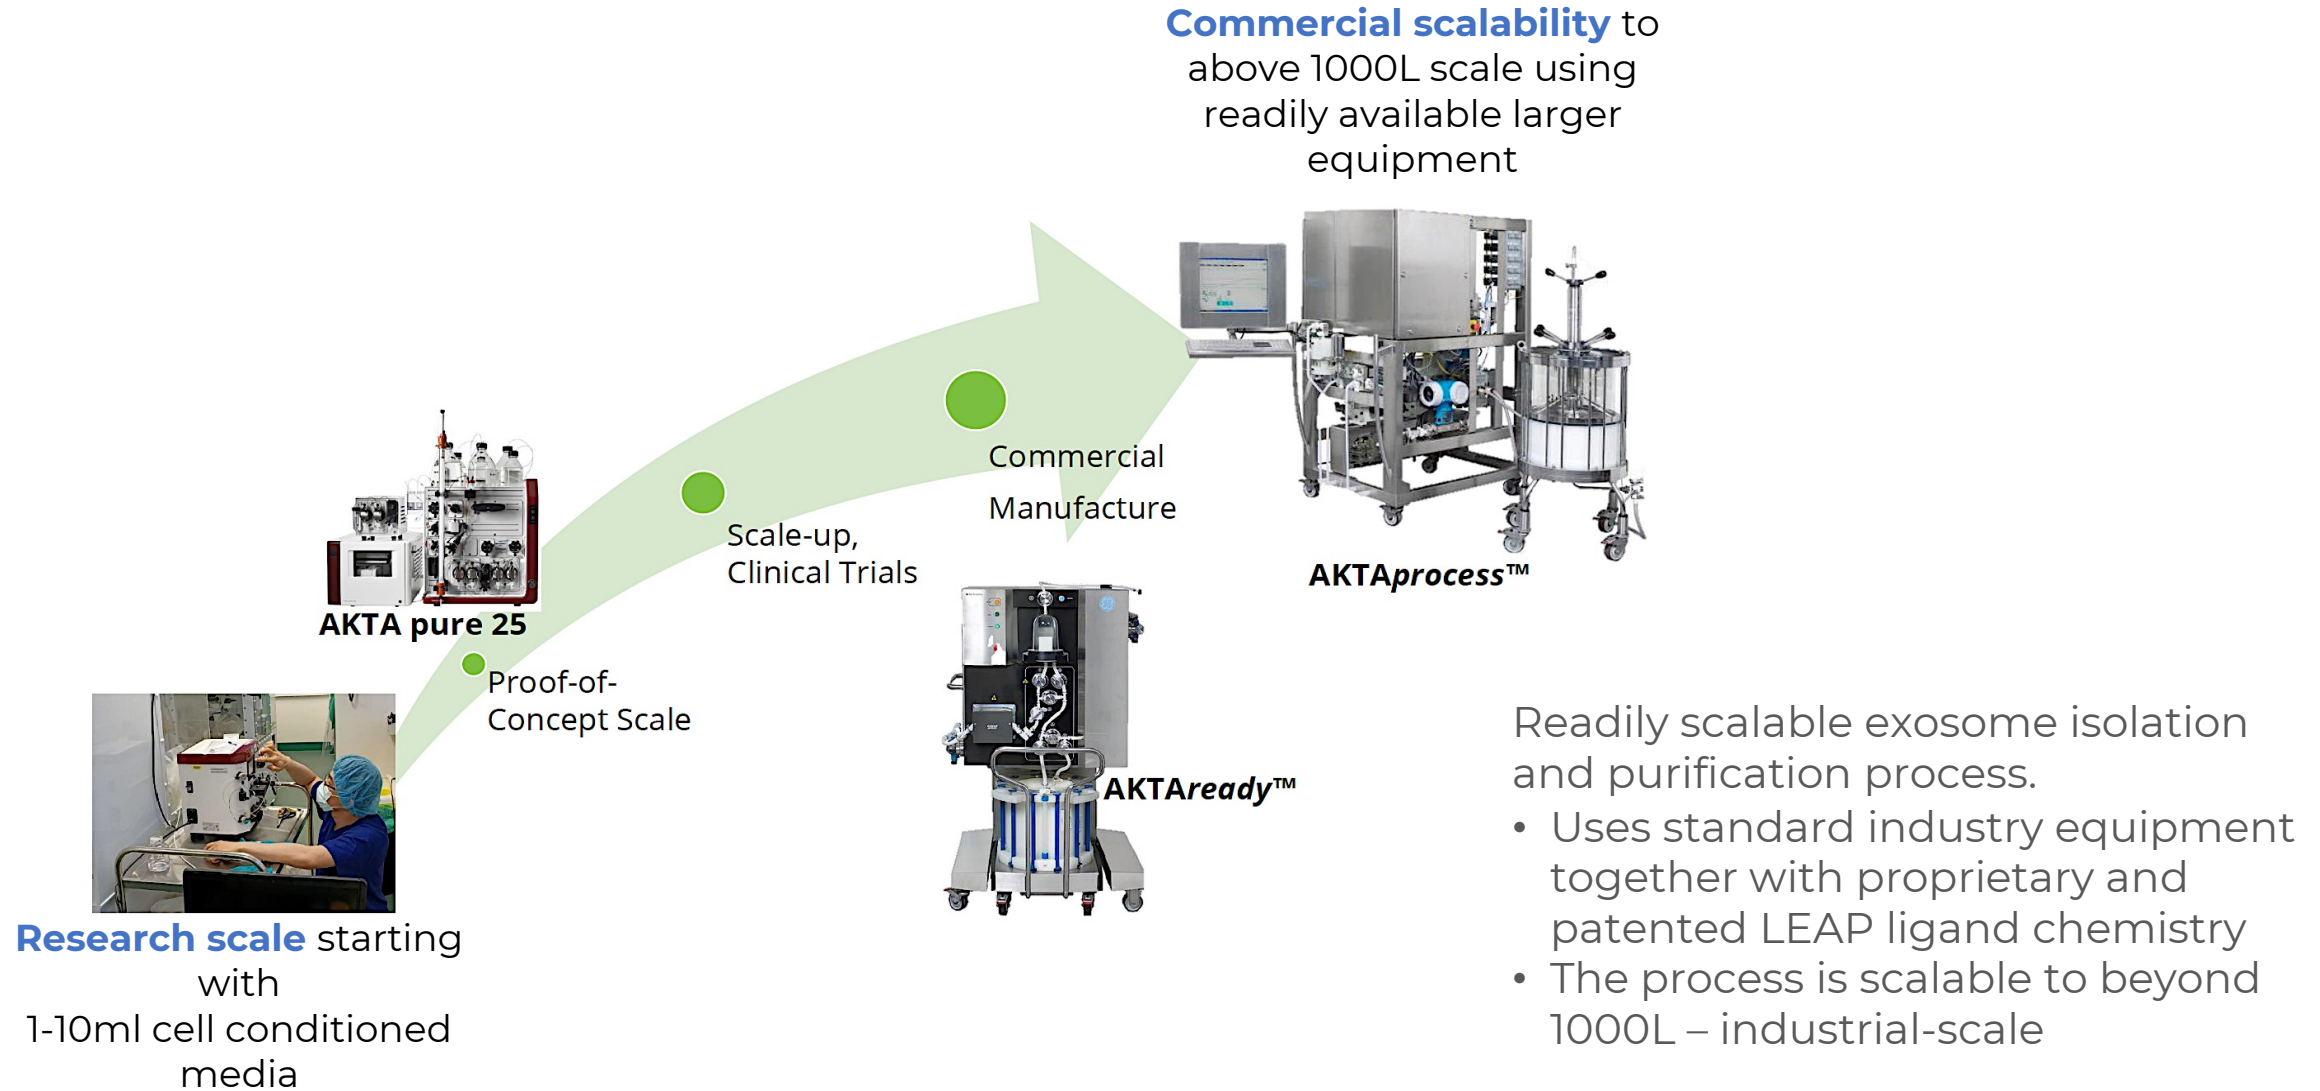 Commercial scalability to
above 1000L scale using
readily available larger
equipment
AKTA pure 25
Proof-of-
Concept Scale
Scale-up,
Clinical Trials
Commercial
Manufacture
AKTAprocess™
AKTAready™
Research scale starting
with
1-10ml cell conditioned
media
Readily scalable exosome isolation
and purification process.
• Uses standard industry equipment
together with proprietary and
patented LEAP ligand chemistry
• The process is scalable to beyond
1000L – industrial-scale